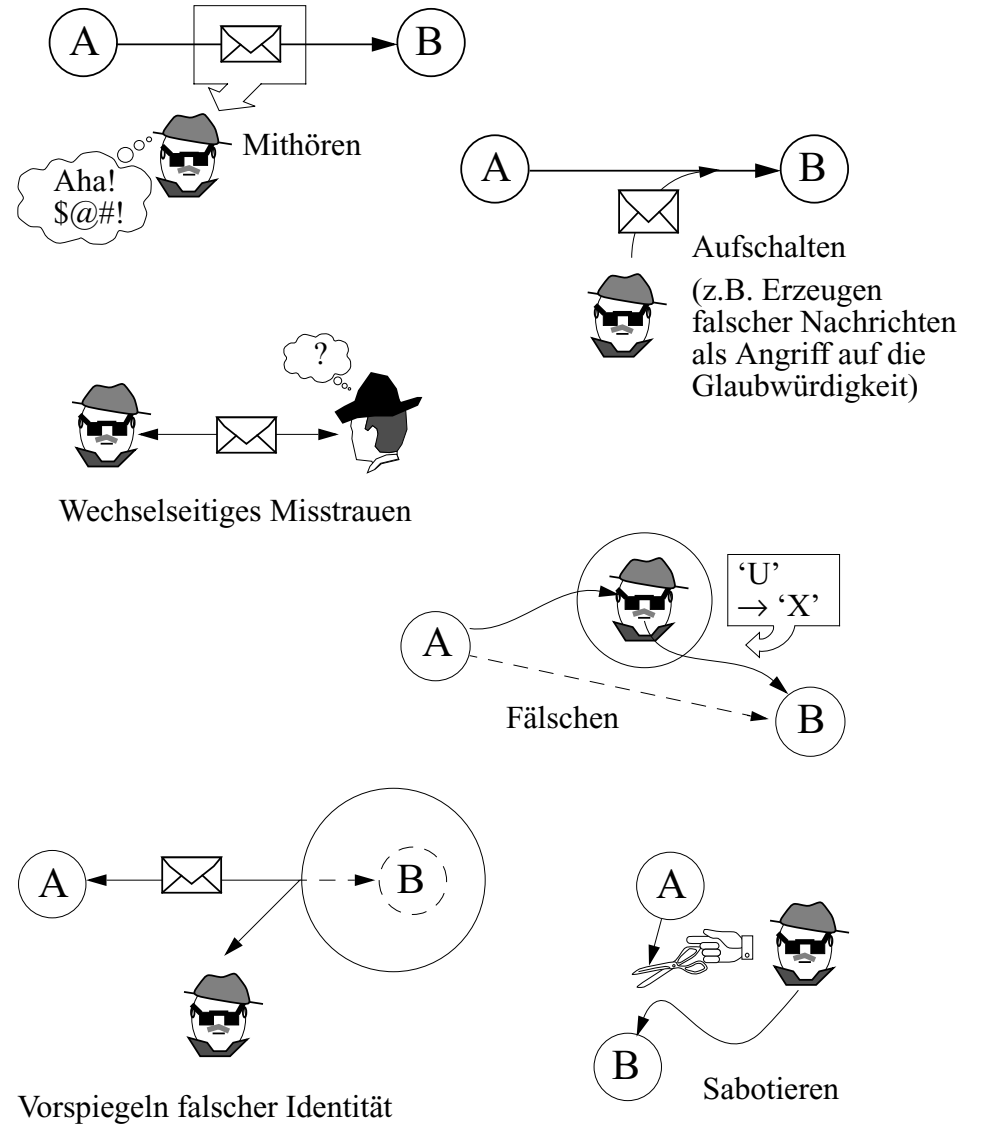 A
B
Mithören
Aha!
$@#!
A
B
Aufschalten
(z.B. Erzeugen
falscher Nachrichten
als Angriff auf die
Glaubwürdigkeit)
?
Wechselseitiges Misstrauen
‘U’
→ ‘X’
A
B
Fälschen
A
B
Vorspiegeln falscher Identität
A
B
Sabotieren